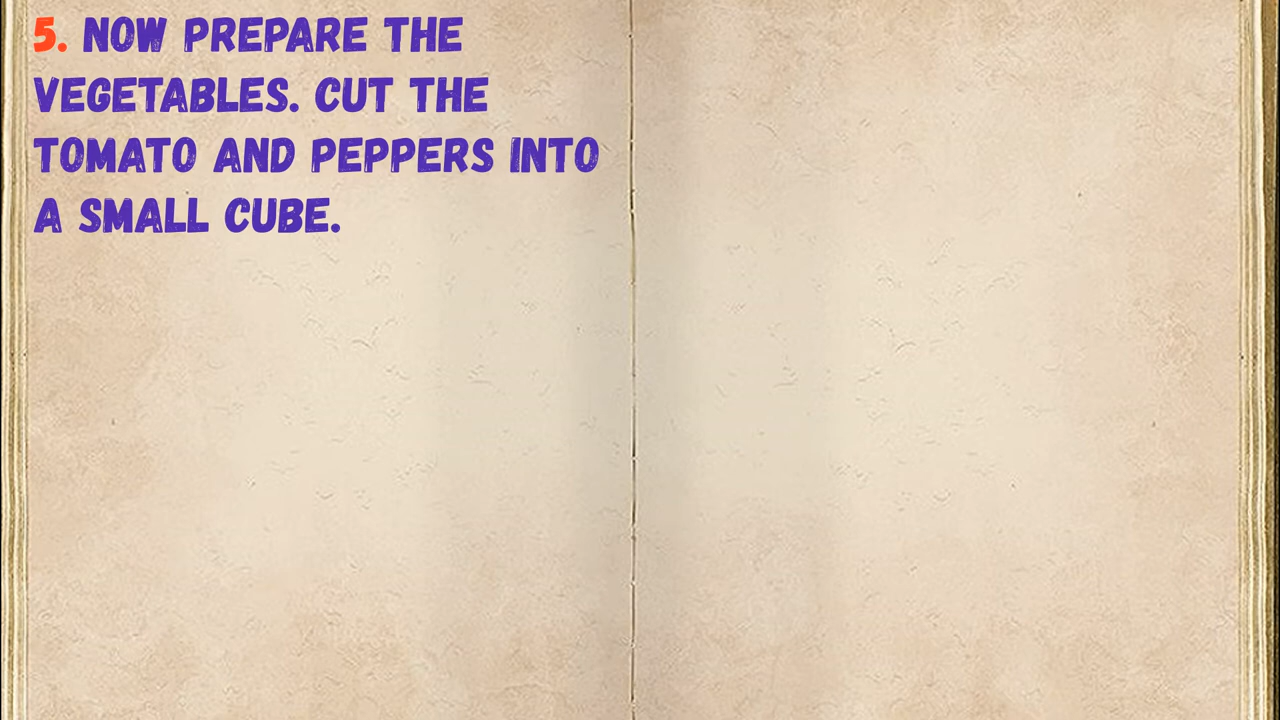 5. NOW PREPARE THE
VEGETABLES. CUT THE
TOMATO AND PEPPERS INTO
A SMALL CUBE.